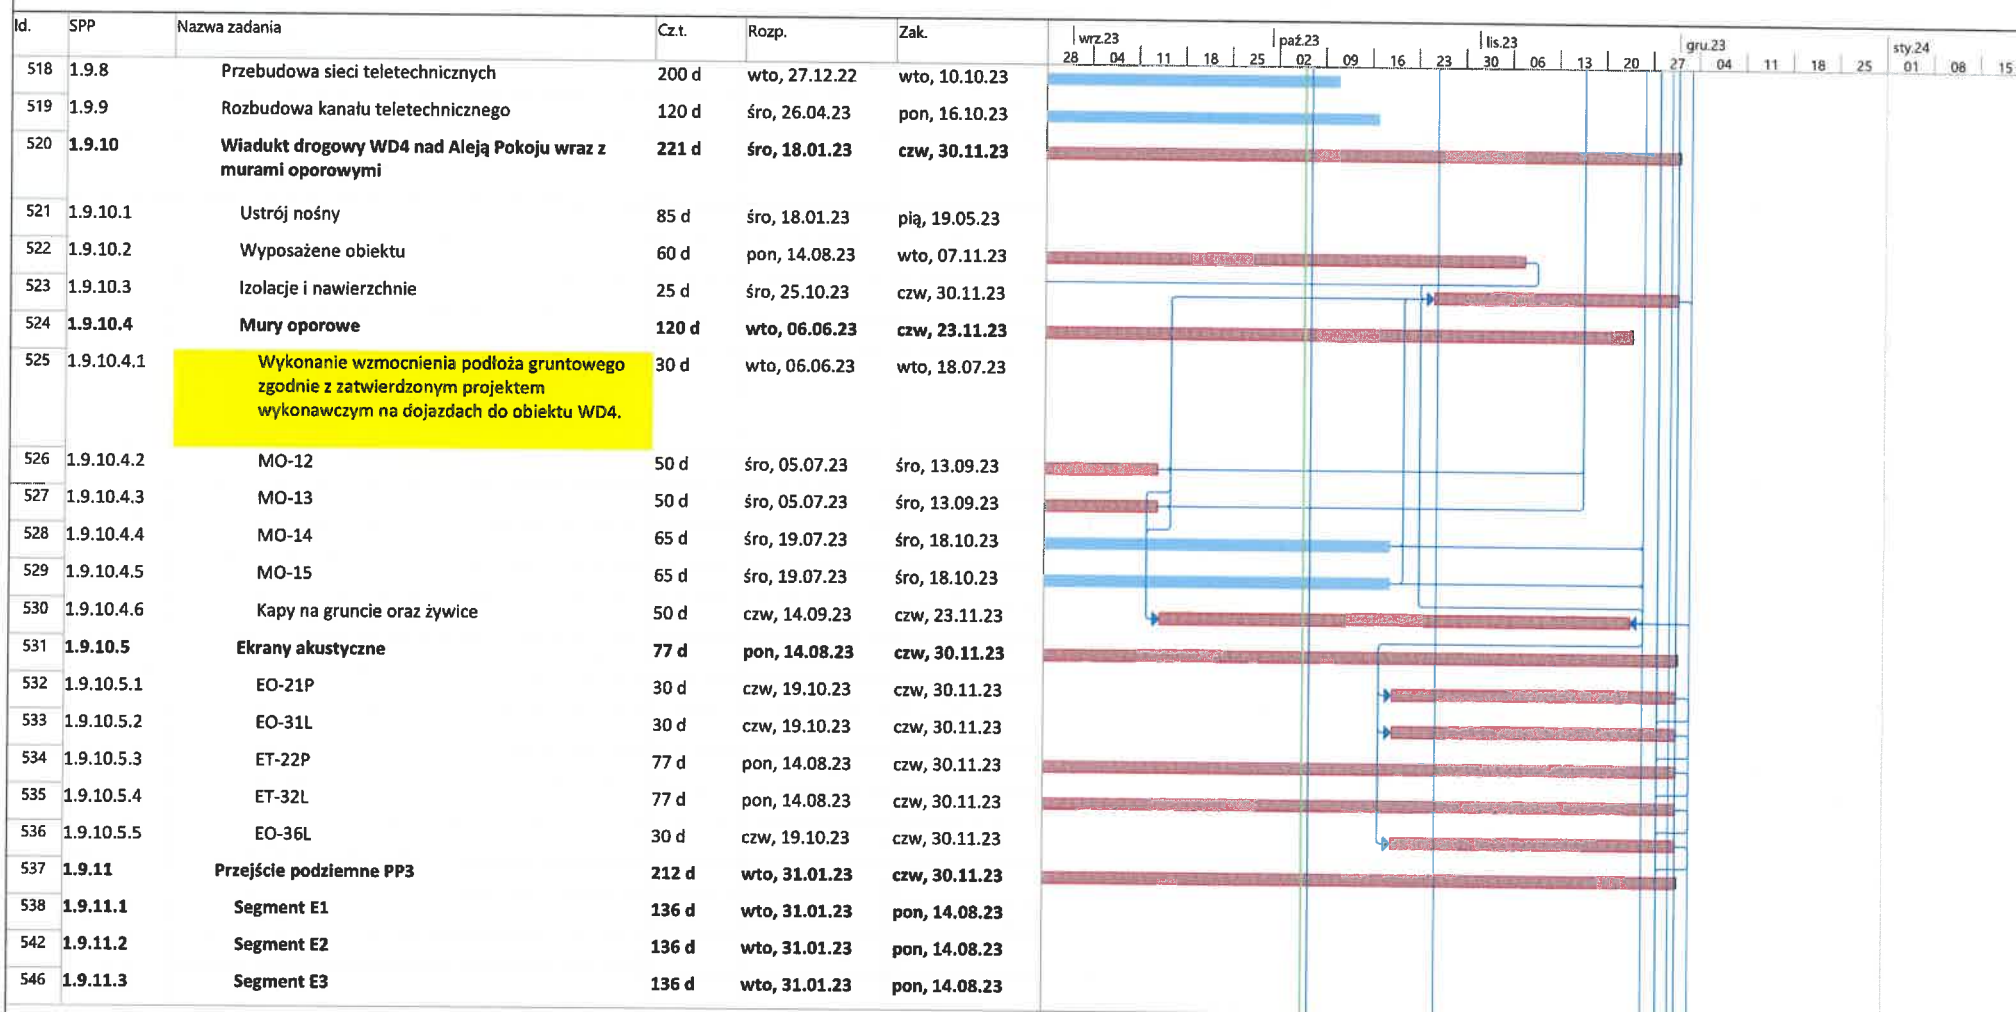 Id. SPP Nazwa zadania Cz.t. Rozp. Zak. wrz.23 paź.23 lis.23 gru.23 sty.24
28 04 11 18 25 02 09 16 23 30 06 13 20 27 04 11 18 25 01 08 15
518 1.9.8 Przebudowa sieci teletechnicznych 200 d wto, 27.12.22 wto, 10.10.23
519 1.9.9 Rozbudowa kanału teletechnicznego 120 d śro, 26.04.23 pon, 16.10.23
520 1.9.10 Wiadukt drogowy WD4 nad Aleją Pokoju wraz z 221 d śro, 18.01.23 czw, 30.11.23
murami oporowymi
521 1.9.10.1 Ustrój nośny 85 d śro, 18.01.23 pią, 19.05.23
522 1.9.10.2 Wyposażene obiektu 60 d pon, 14.08.23 wto, 07.11.23
523 1.9.10.3 Izolacje i nawierzchnie 25 d śro, 25.10.23 czw, 30.11.23
524 1.9.10.4 Mury oporowe 120 d wto, 06.06.23 czw, 23.11.23
525 1.9.10.4.1 Wykonanie wzmocnienia podłoża gruntowego 30 d wto, 06.06.23 wto, 18.07.23
zgodnie z zatwierdzonym projektem
wykonawczym na dojazdach do obiektu WD4.
526 1.9.10.4.2 MO-12 50 d śro, 05.07.23 śro, 13.09.23
527 1.9.10.4.3 MO-13 50 d śro, 05.07.23 śro, 13.09.23
528 1.9.10.4.4 MO-14 65 d śro, 19.07.23 śro, 18.10.23
529 1.9.10.4.5 MO-15 65 d śro, 19.07.23 śro, 18.10.23
530 1.9.10.4.6 Kapy na gruncie oraz żywice 50 d czw, 14.09.23 czw, 23.11.23
531 1.9.10.5 Ekrany akustyczne 77 d pon, 14.08.23 czw, 30.11.23
532 1.9.10.5.1 EO-21P 30 d czw, 19.10.23 czw, 30.11.23
533 1.9.10.5.2 EO-31L 30 d czw, 19.10.23 czw, 30.11.23
534 1.9.10.5.3 ET-22P 77 d pon, 14.08.23 czw, 30.11.23
535 1.9.10.5.4 ET-32L 77 d pon, 14.08.23 czw, 30.11.23
536 1.9.10.5.5 EO-36L 30 d czw, 19.10.23 czw, 30.11.23
537 1.9.11 Przejście podziemne PP3 212 d wto, 31.01.23 czw, 30.11.23
538 1.9.11.1 Segment E1 136 d wto, 31.01.23 pon, 14.08.23
542 1.9.11.2 Segment E2 136 d wto, 31.01.23 pon, 14.08.23
546 1.9.11.3 Segment E3 136 d wto, 31.01.23 pon, 14.08.23